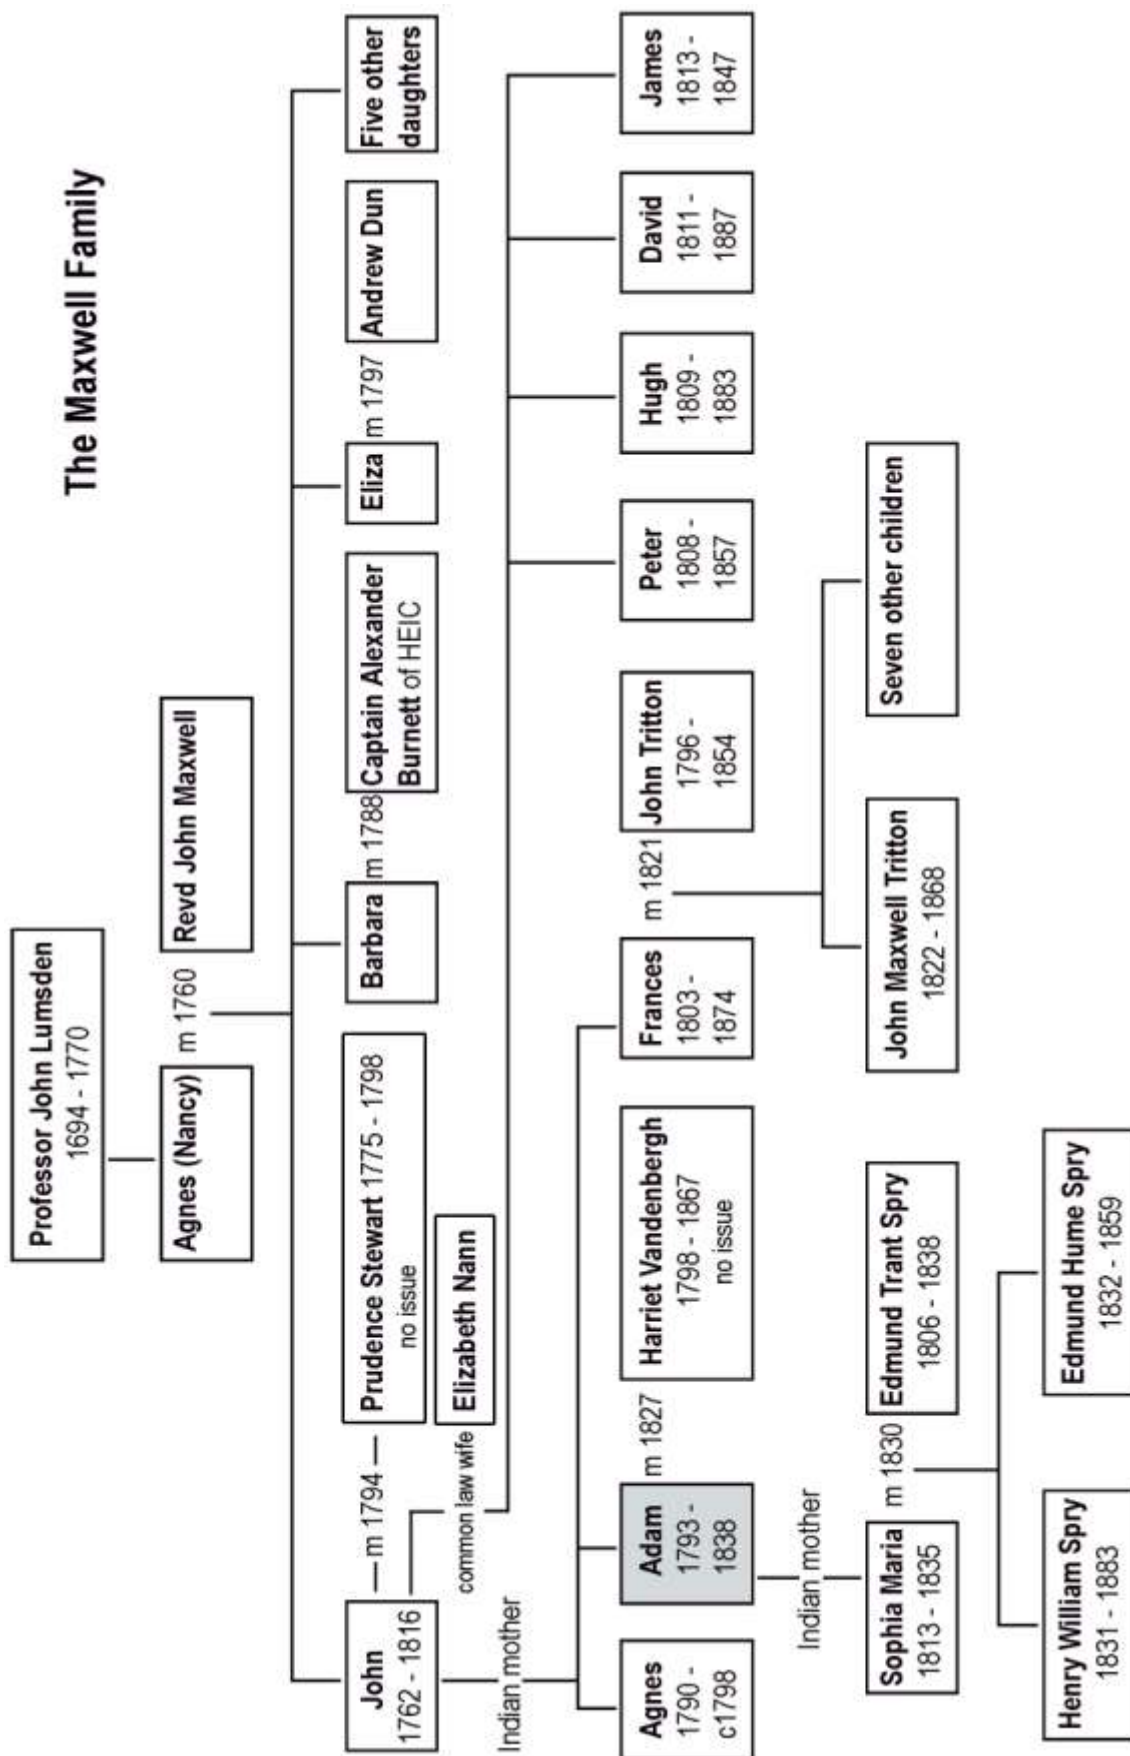 The Maxwell Family
Professor John Lumsden
1694 - 1770
Agnes (Nancy)
m 1760
Revd John Maxwell
John
1762 - 1816
m 1794
Prudence Stewart 1775 - 1798
no issue
common law wife
Elizabeth Nann
Barbara
m 1788
Captain Alexander
Burnett of HEIC
Eliza
m 1797
Andrew Dun
Five other
daughters
Indian mother
Agnes
1790 -
c1798
Adam
1793 -
1838
m 1827
Harriet Vandenbergh
1798 - 1867
no issue
Frances
1803 -
1874
m 1821
John Tritton
1796 -
1854
Peter
1808 -
1857
Hugh
1809 -
1883
David
1811 -
1887
James
1813 -
1847
Indian mother
Sophia Maria
1813 - 1835
m 1830
Edmund Trant Spry
1806 - 1838
John Maxwell Tritton
1822 - 1868
Seven other children
Henry William Spry
1831 - 1883
Edmund Hume Spry
1832 - 1859